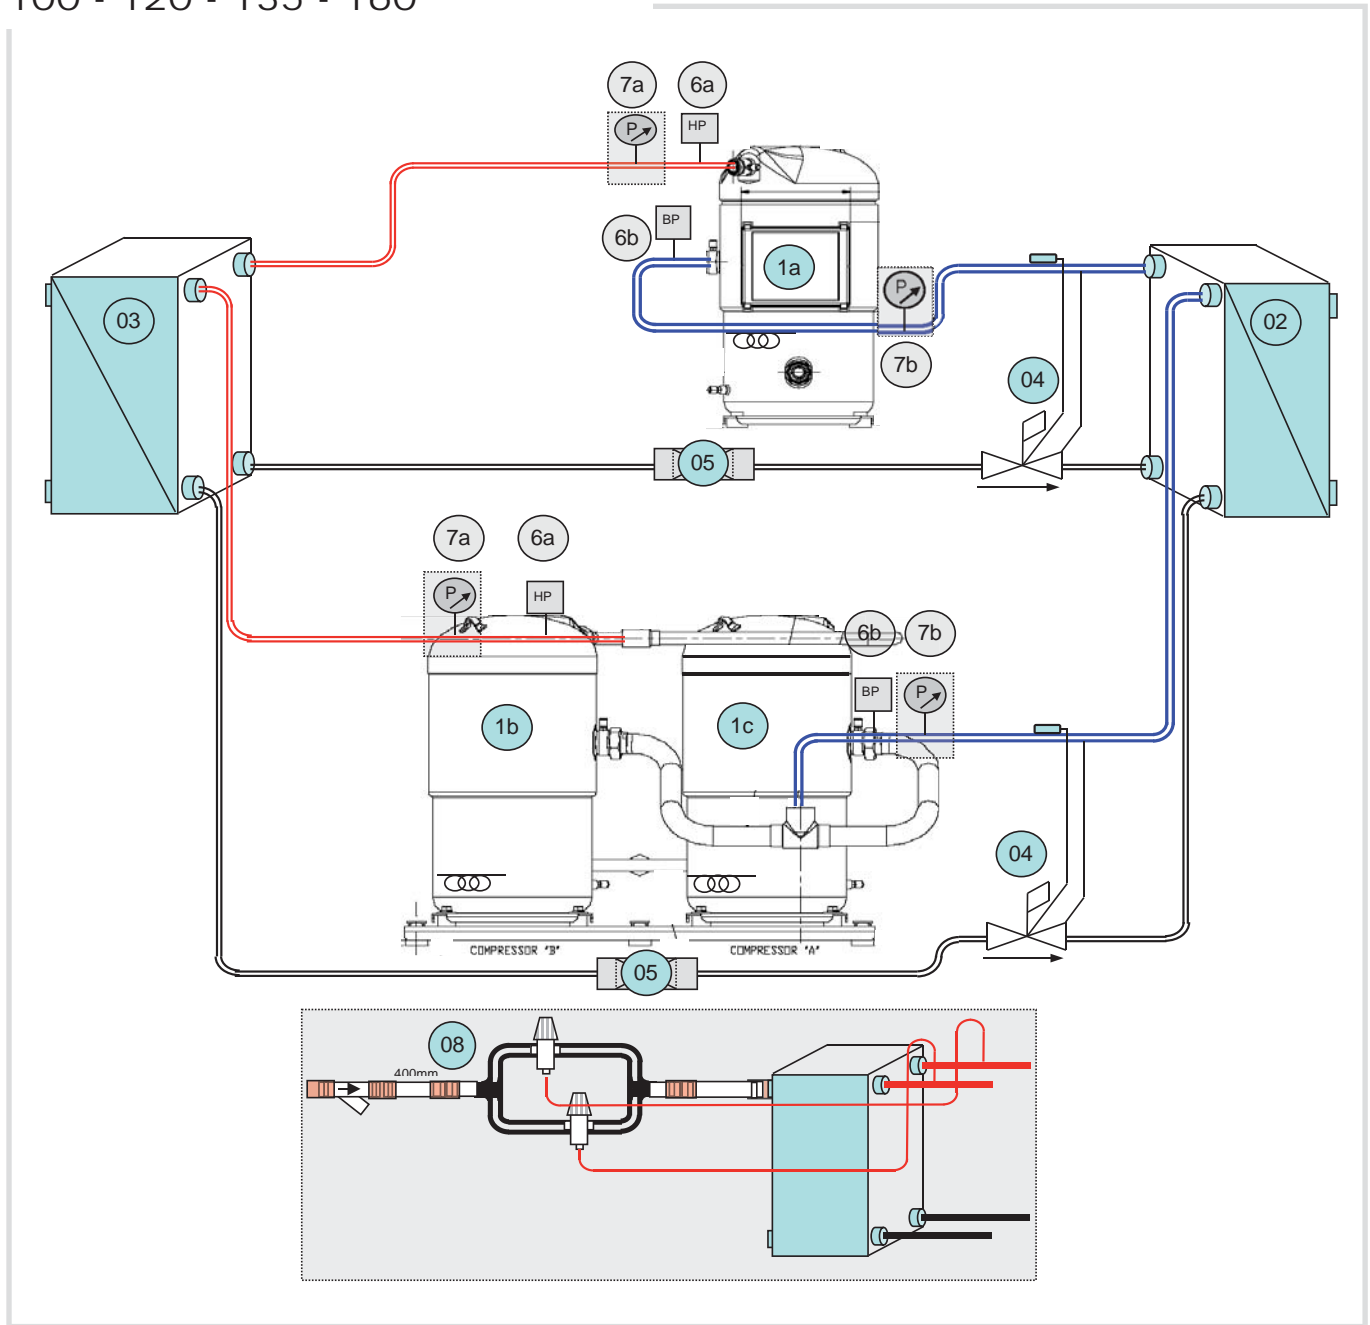 100 - 120 - 135 - 160
7a 6a
P HP
BP
6b 1a
P
03 02
7b
04
05
7a 6a
P HP
6b 7b
BP P
1b 1c
04
COMPRESSOR "B" COMPRESSOR "A"
05
08
400mm